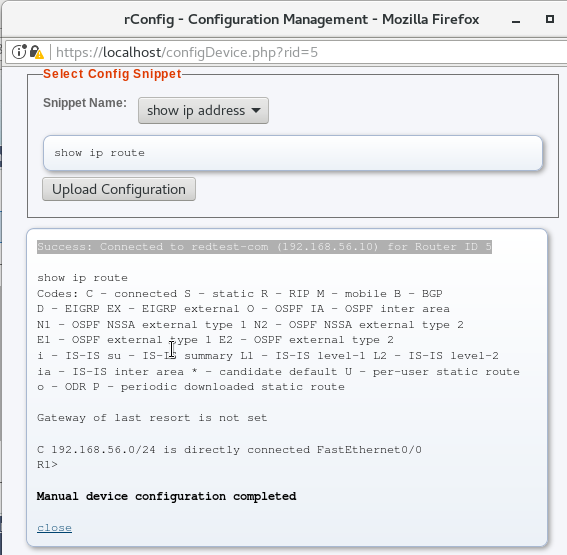 rConfig - Configuration Management - Mozilla Firefox
https://localhost/configDevice.php?rid=5
Select Config Snippet
Snippet Name:
show ip address
show ip route
Upload Configuration
Success: Connected to redtest-com (192.168.56.10) for Router ID 5
show ip route
Codes: C - connected S - static R - RIP M - mobile B - BGP
D - EIGRP EX - EIGRP external O - OSPF IA - OSPF inter area
N1 - OSPF NSSA external type 1 N2 - OSPF NSSA external type 2
E1 - OSPF external type 1 E2 - OSPF external type 2
i - IS-IS su - IS-IS summary L1 - IS-IS level-1 L2 - IS-IS level-2
ia - IS-IS inter area * - candidate default U - per-user static route
o - ODR P - periodic downloaded static route
Gateway of last resort is not set
C 192.168.56.0/24 is directly connected FastEthernet0/0
R1>
Manual device configuration completed
close